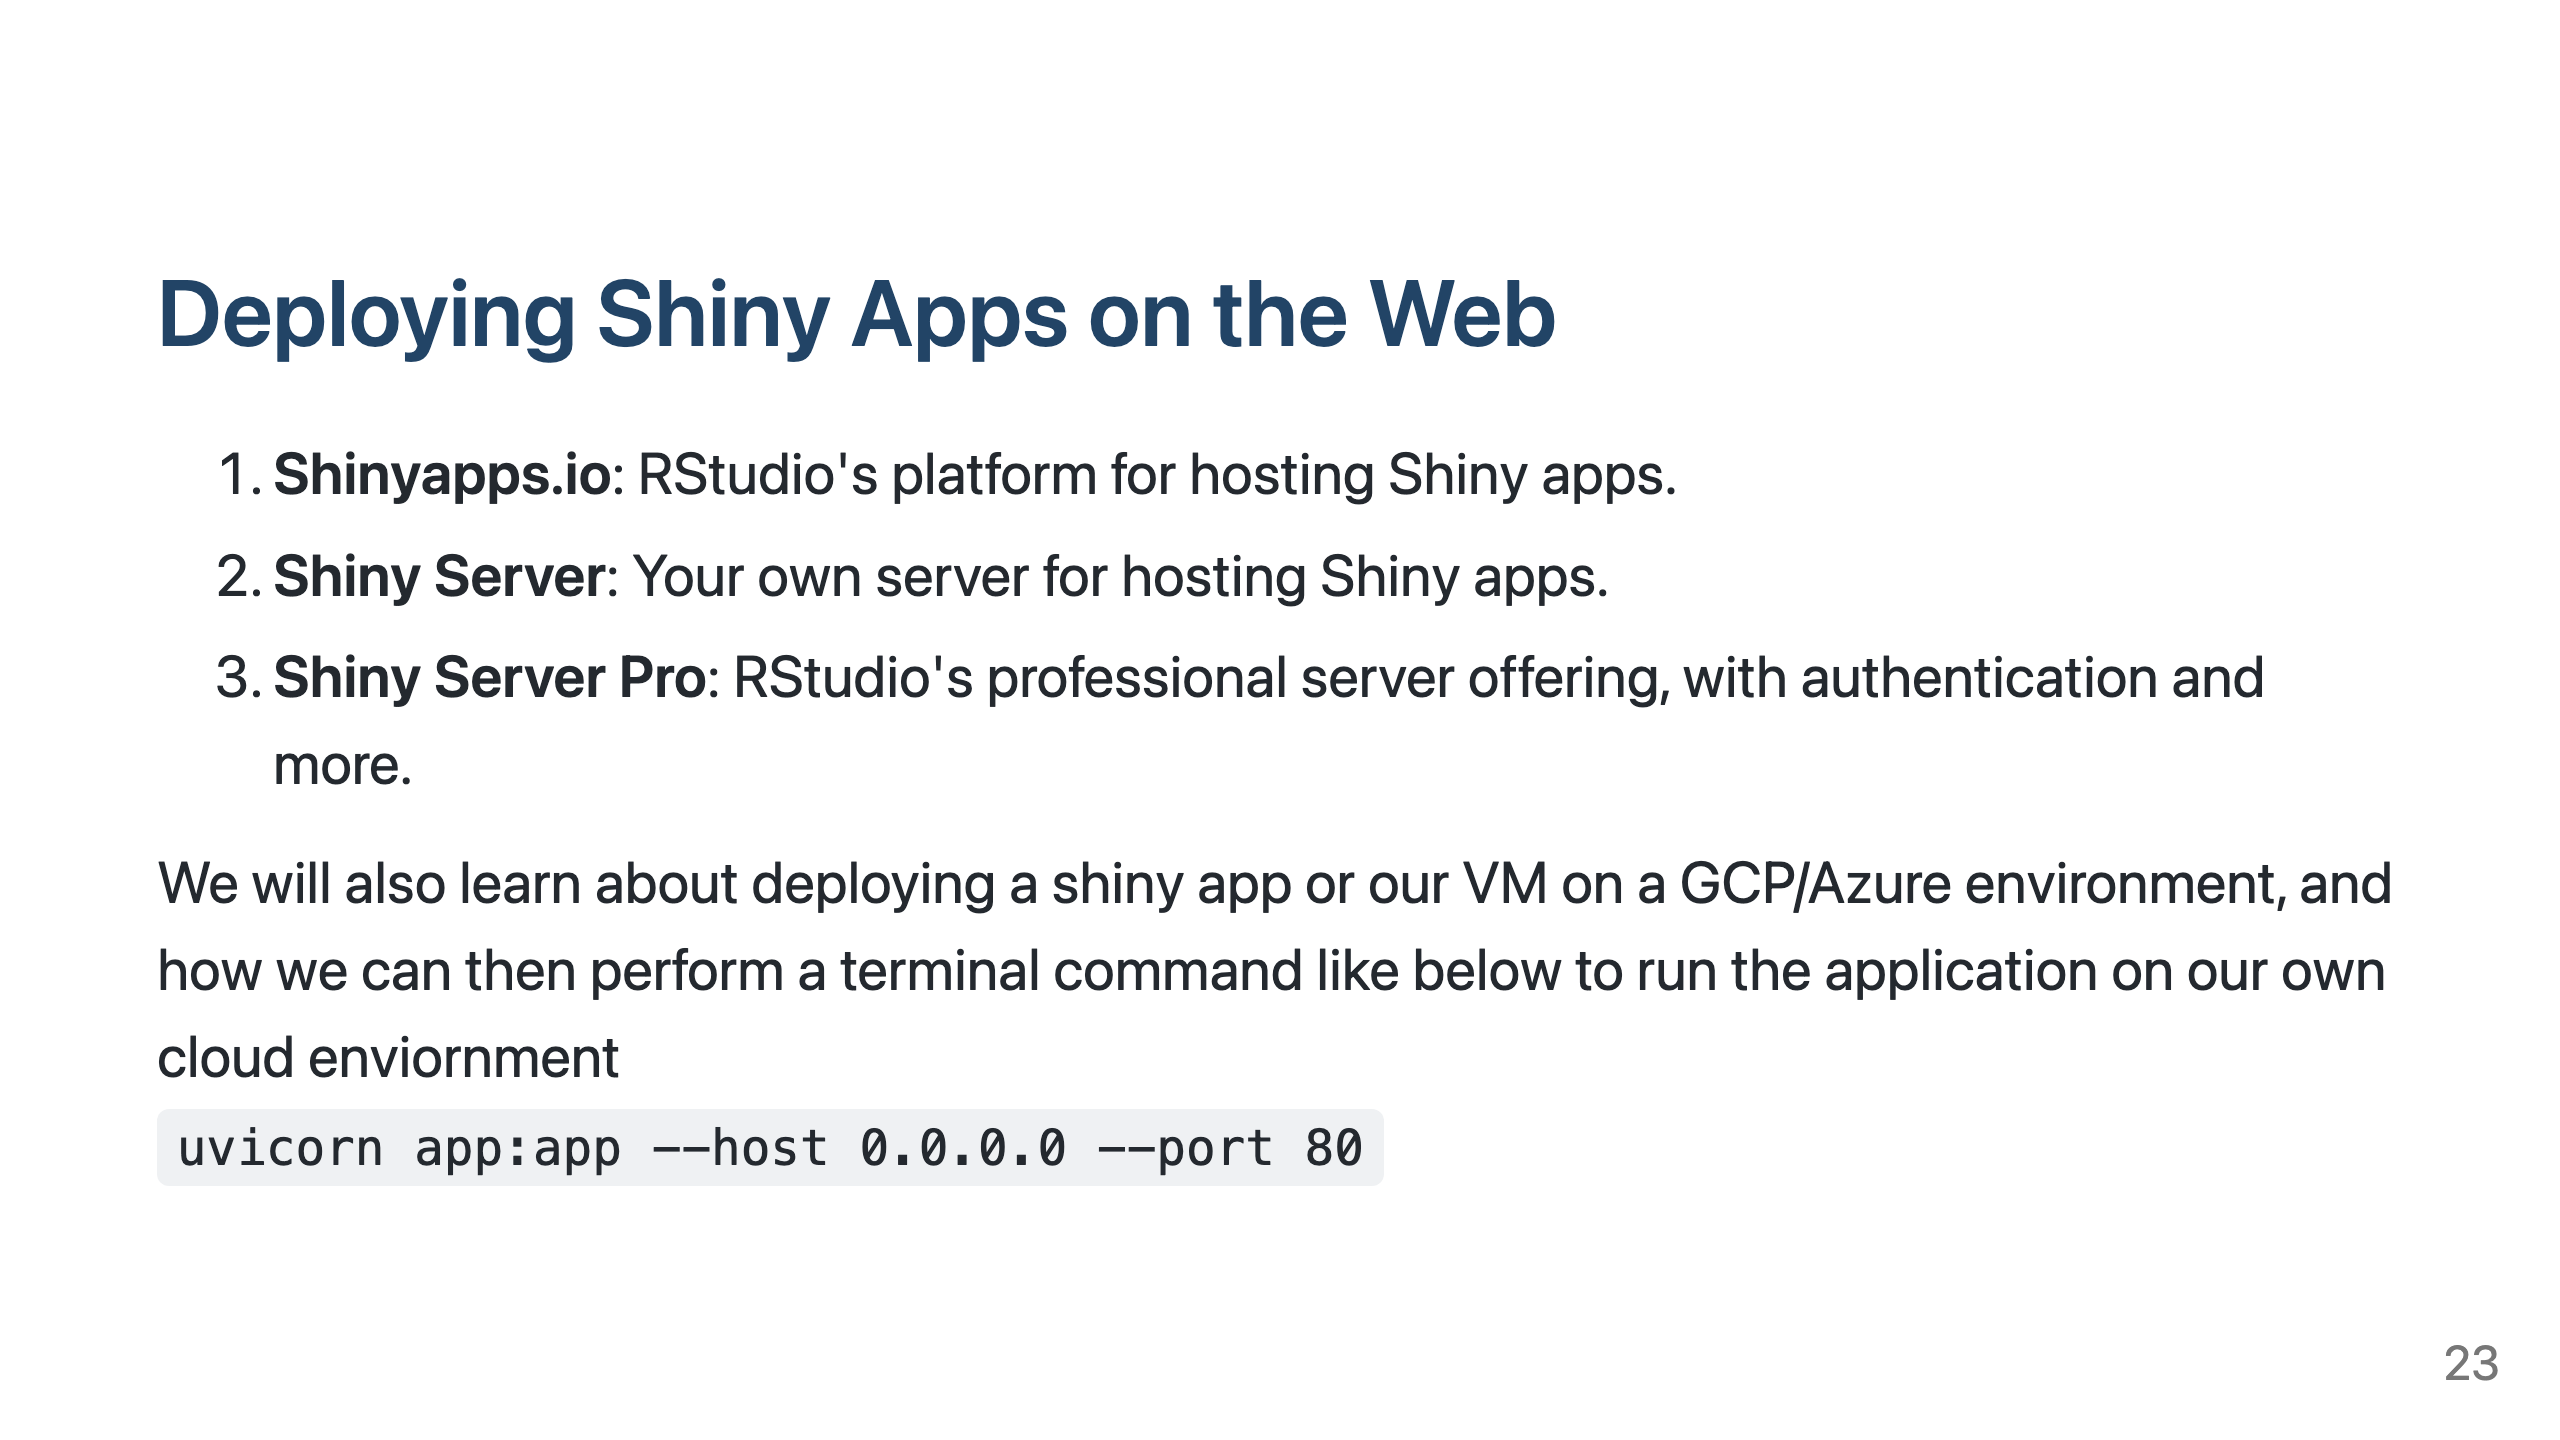 Deploying Shiny Apps on the Web
1. Shinyapps.io: RStudio's platform for hosting Shiny apps.
2. Shiny Server: Your own server for hosting Shiny apps.
3. Shiny Server Pro: RStudio's professional server offering, with authentication and
more.
We will also learn about deploying a shiny app or our VM on a GCP/Azure environment, and
how we can then perform a terminal command like below to run the application on our own
cloud enviornment
uvicorn app:app --host 0.0.0.0 --port 80
23